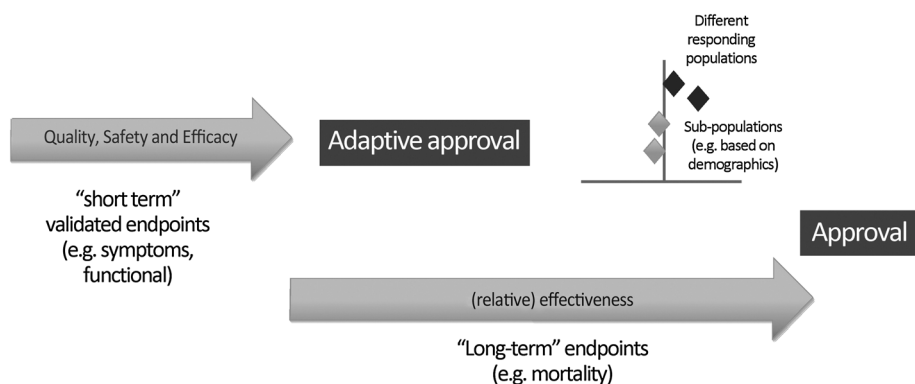 Different
responding
populations
Quality, Safety and Efficacy
Adaptive approval
Sub-populations
(e.g. based on
demographics)
“short term”
validated endpoints
(e.g. symptoms,
functional)
Approval
(relative) effectiveness
“Long-term” endpoints
(e.g. mortality)